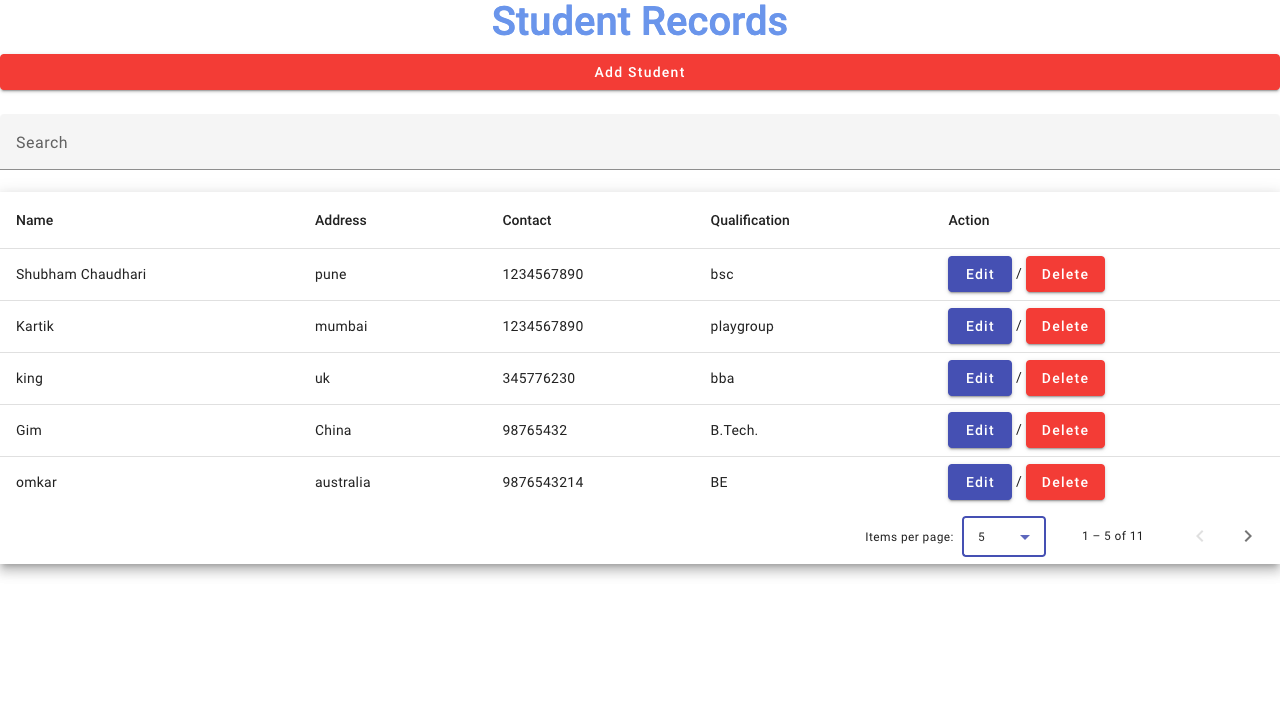 Student Records
Add Student
Search
Name Address Contact Qualification Action
Shubham Chaudhari pune 1234567890 bsc Edit / Delete
Kartik mumbai 1234567890 playgroup Edit / Delete
king uk 345776230 bba Edit / Delete
Gim China 98765432 B.Tech. Edit / Delete
omkar australia 9876543214 BE Edit / Delete
Items per page: 5 1 – 5 of 11